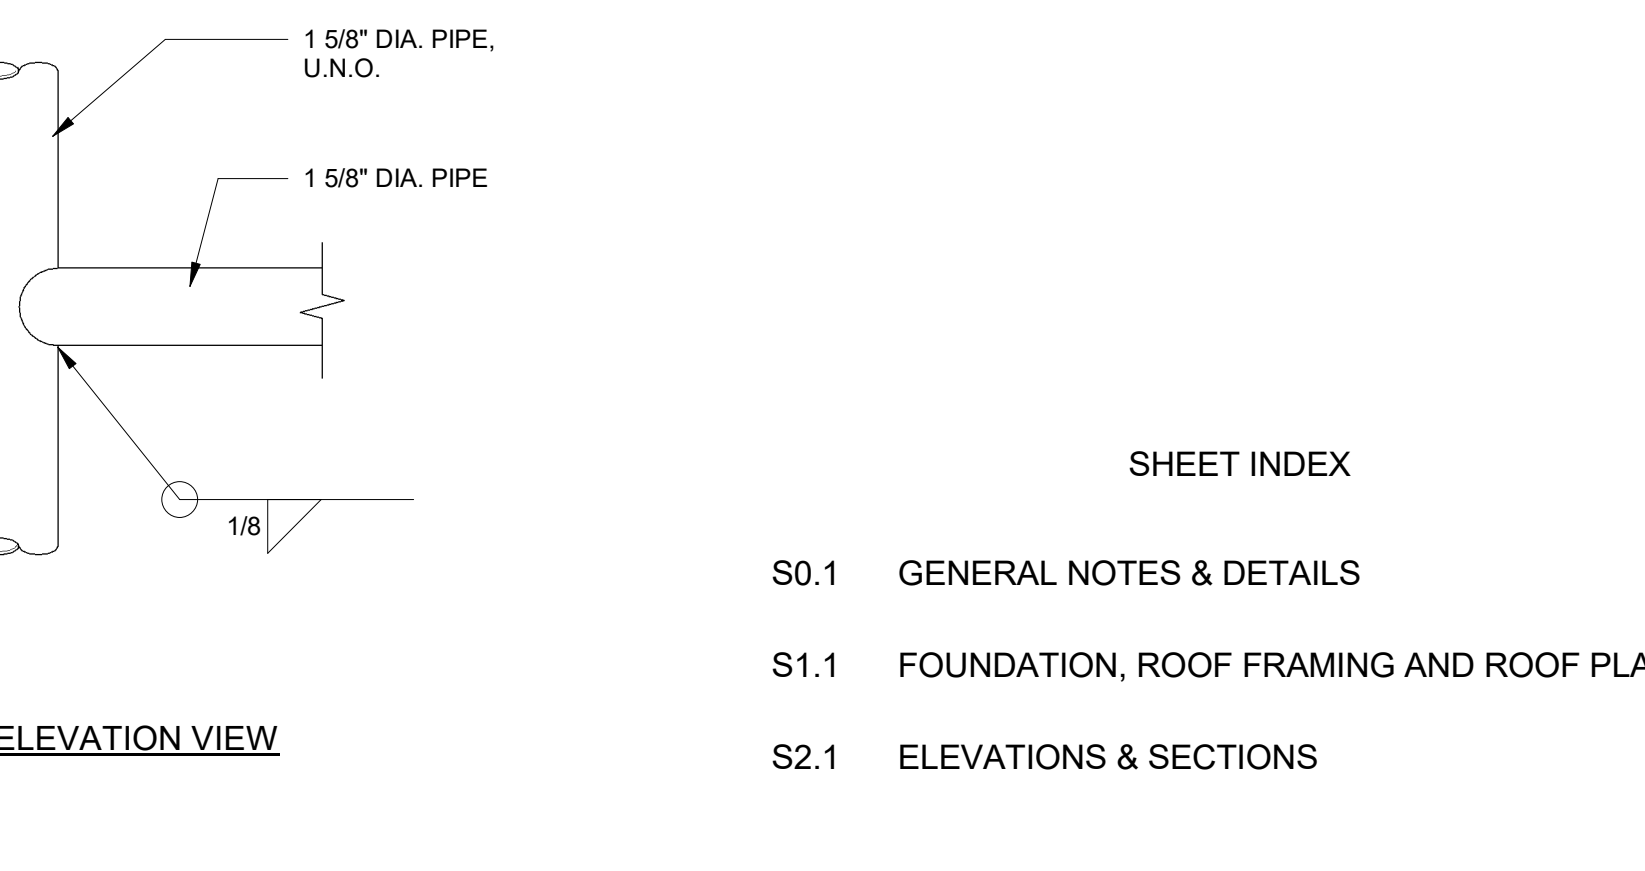 1 5/8" DIA. PIPE,
U.N.O.
1 5/8" DIA. PIPE
1/8
ELEVATION VIEW
SHEET INDEX
S0.1 GENERAL NOTES & DETAILS
S1.1 FOUNDATION, ROOF FRAMING AND ROOF
S2.1 ELEVATIONS & SECTIONS